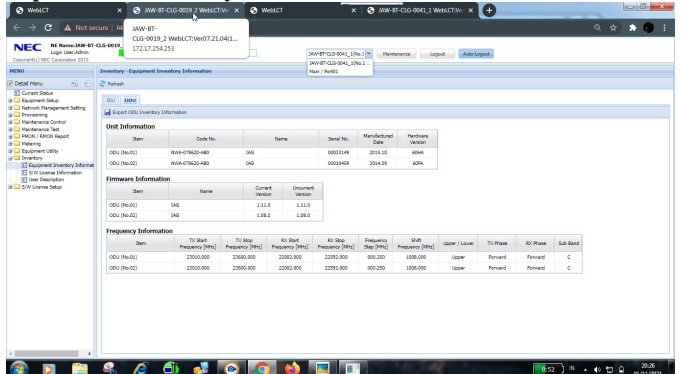 WebLCT
JAW-BT-CLG-0019_2 WebLCT:Ver
WebLCT
JAW-BT-CLG-0041_1 WebLCT:Ver
Not secure
JAW-BT-
CLG-0019_2 WebLCT:Ver07.21.04(1...
172.17.254.253
NEC
NE Name:JAW-BT-CLG-0019_
Login User:Admin
Copyright(c) NEC Corporation 2015
JAW-BT-CLG-0041_1(No.1
Maintenance
Logout
Auto Logout
JAW-BT-CLG-0041_1(No.1 ...
Main / Port01
MENU
Inventory - Equipment Inventory Information
Detail Menu
Refresh
Current Status
Equipment Setup
Network Management Setting
Provisioning
Maintenance Control
Maintenance Test
PMON / RMON Report
Metering
Equipment Utility
Inventory
Equipment Inventory Informat
S/W License Information
User Description
S/W License Setup
IDU
ODU
Export ODU Inventory Information
Unit Information
Item Code No. Name Serial No. Manufactured Date Hardware Version
ODU (No.01) NWA-078620-AB0 IAG 00033149 2015.10 60HA
ODU (No.02) NWA-078620-AB0 IAG 00010459 2014.09 60FA
Firmware Information
Item Name Current Version Uncurrent Version
ODU (No.01) IAG 1.11.0 1.11.0
ODU (No.02) IAG 1.08.0 1.08.0
Frequency Information
Item TX Start Frequency [MHz] TX Stop Frequency [MHz] RX Start Frequency [MHz] RX Stop Frequency [MHz] Frequency Step [MHz] Shift Frequency [MHz] Upper / Lower TX Phase RX Phase Sub Band
ODU (No.01) 23010.000 23600.000 22002.000 22592.000 000.250 1008.000 Upper Forward Forward C
ODU (No.02) 23010.000 23600.000 22002.000 22592.000 000.250 1008.000 Upper Forward Forward C
0:52
IN
20:26
01/11/2021